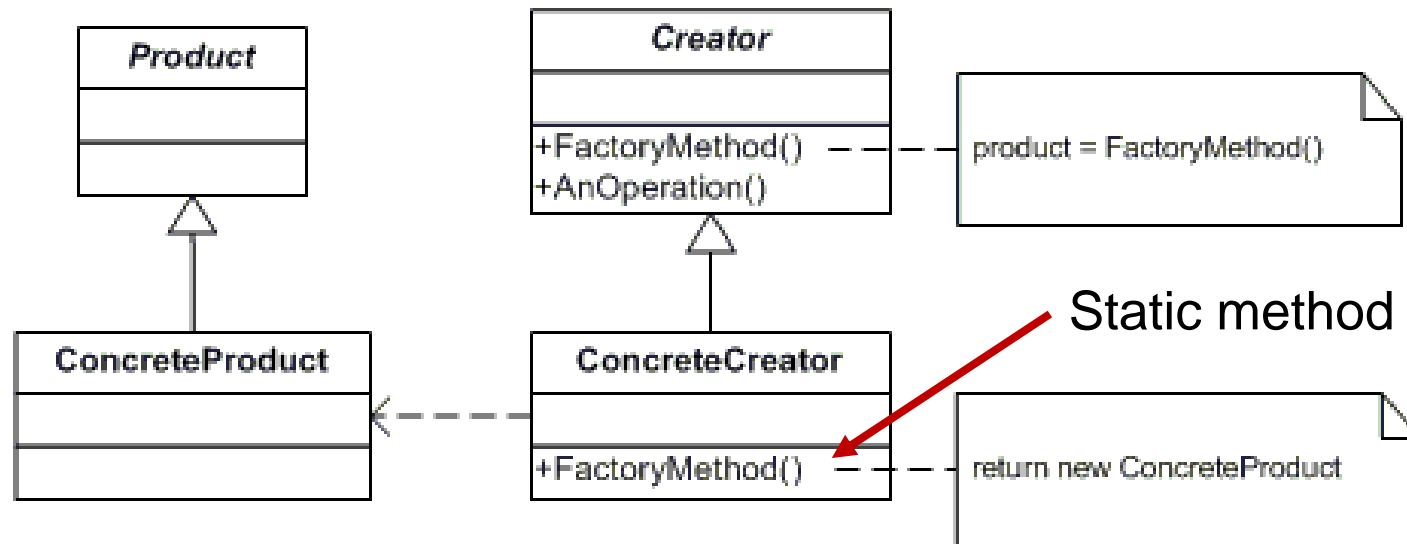 Product
Creator
+FactoryMethod()
+AnOperation()
product = FactoryMethod()
Static method
ConcreteProduct
ConcreteCreator
+FactoryMethod()
return new ConcreteProduct